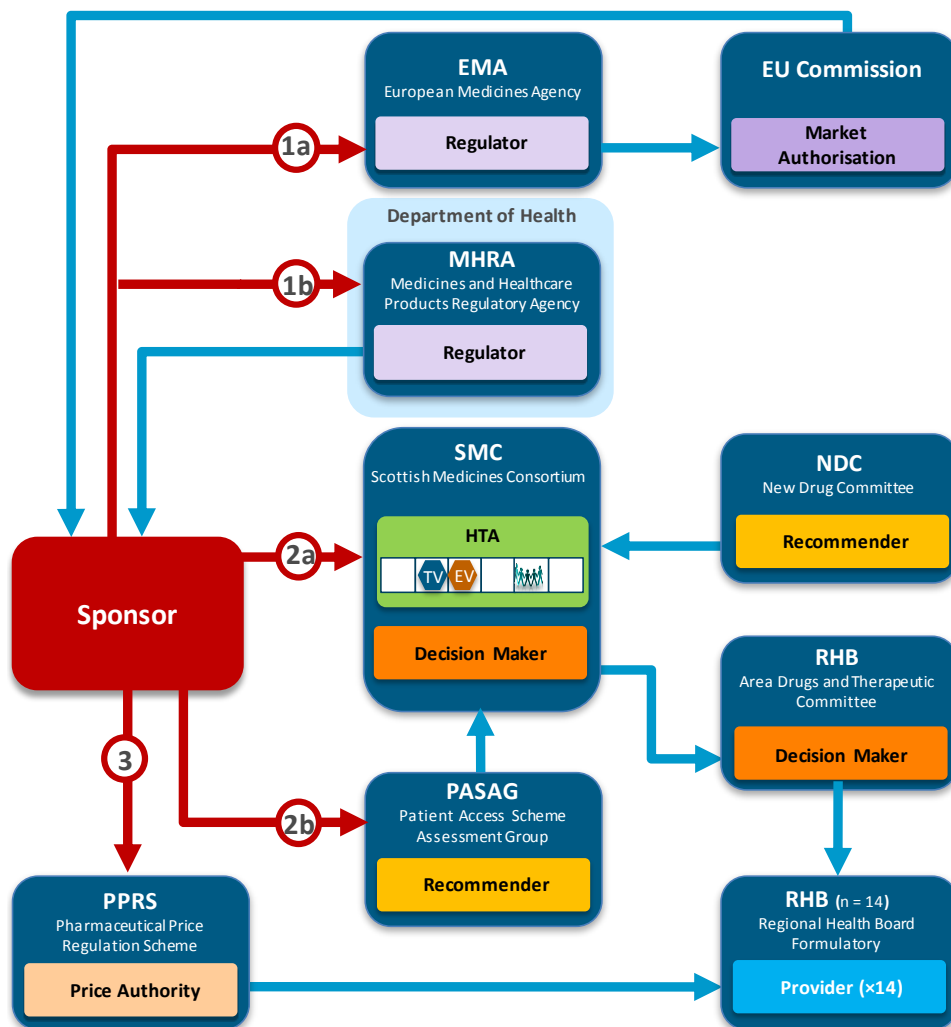 EMA
European Medicines Agency
Regulator
EU Commission
Market
Authorisation
1a
Department of Health
MHRA
Medicines and Healthcare
Products Regulatory Agency
Regulator
1b
SMC
Scottish Medicines Consortium
HTA
TV EV
Decision Maker
NDC
New Drug Committee
Recommender
2a
Sponsor
RHB
Area Drugs and Therapeutic
Committee
Decision Maker
3
2b
PASAG
Patient Access Scheme
Assessment Group
Recommender
PPRS
Pharmaceutical Price
Regulation Scheme
Price Authority
RHB (n = 14)
Regional Health Board
Formulatory
Provider (×14)